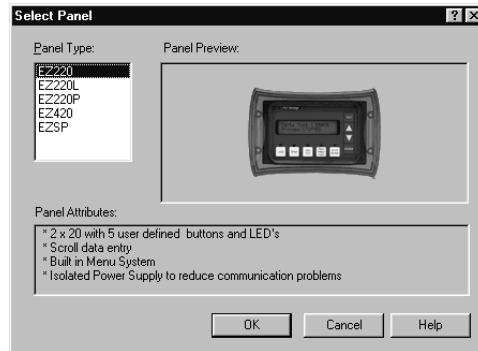 Select Panel
Panel Type:
Panel Preview:
EZ220
EZ220L
EZ220P
EZ420
EZSP
Panel Attributes:
* 2 x 20 with 5 user defined buttons and LED's
* Scroll data entry
* Built in Menu System
* Isolated Power Supply to reduce communication problems
OK
Cancel
Help